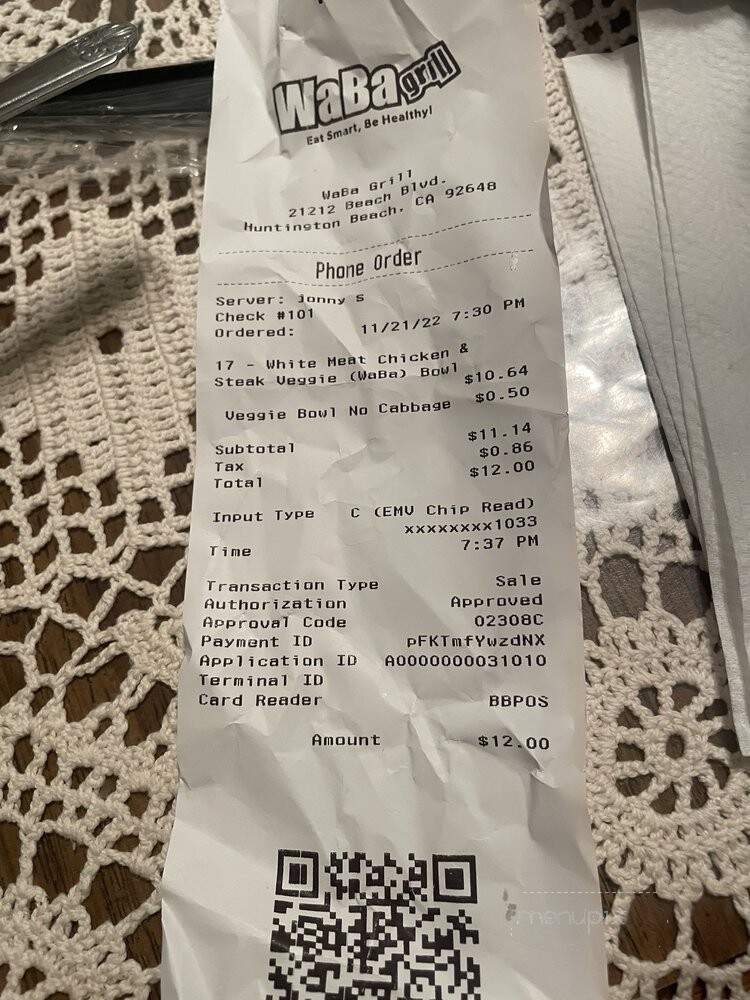 WaBa grill
Eat Smart, Be Healthy!
WaBa Grill
21212 Beach Blvd.
Huntington Beach, CA 92648
Phone Order
Server: Jonny S
Check #101
Ordered: 11/21/22 7:30 PM
17 - White Meat Chicken &
Steak Veggie (WaBa) Bowl $10.64
Veggie Bowl No Cabbage $0.50
Subtotal $11.14
Tax $0.86
Total $12.00
Input Type C (EMV Chip Read)
xxxxxxxx1033
Time 7:37 PM
Transaction Type Sale
Authorization Approved
Approval Code 02308C
Payment ID pFKTmfYwzdNX
Application ID A0000000031010
Terminal ID
Card Reader BBPOS
Amount $12.00